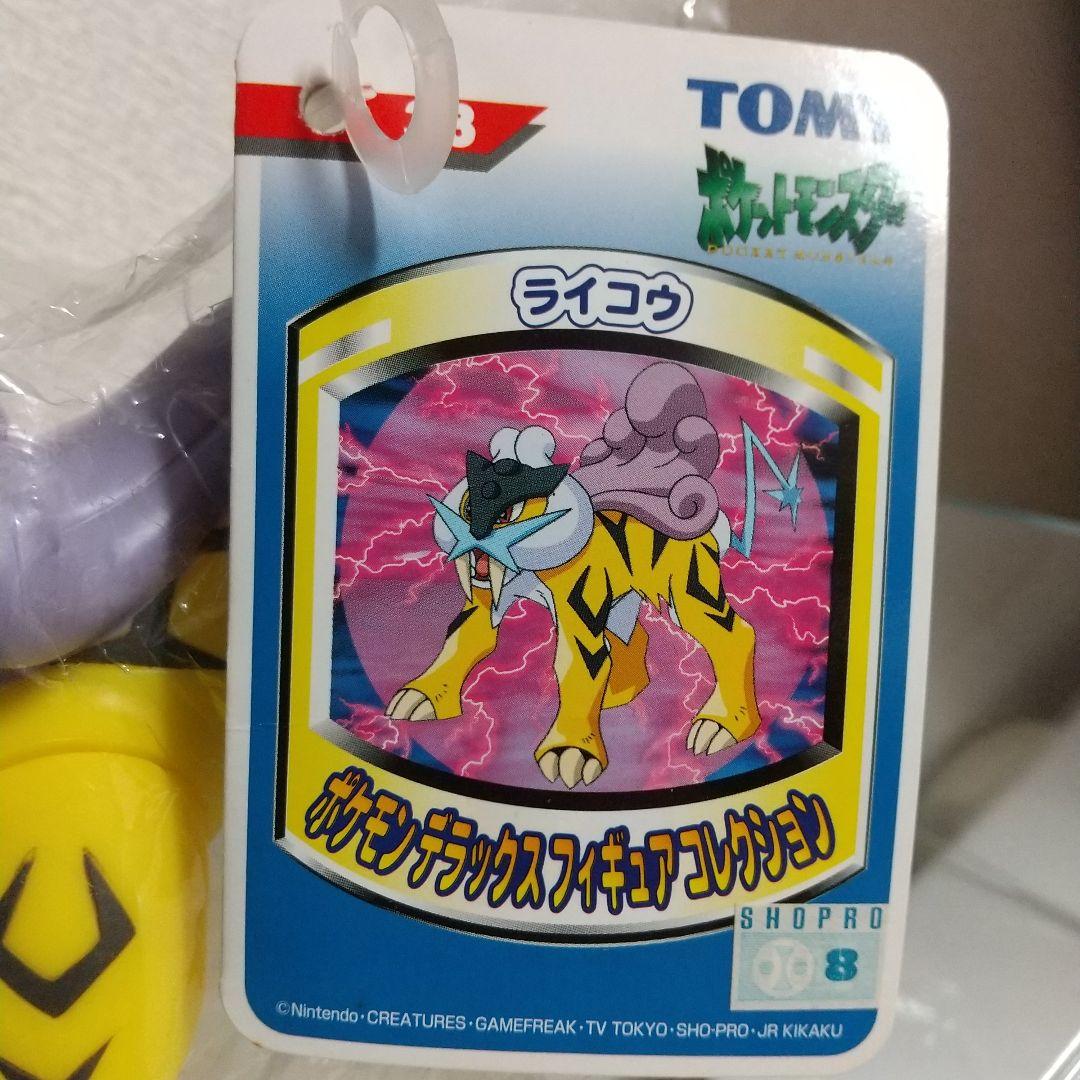 TOMY
ポケットモンスター
ライコウ
ポケモン デラックス フィギュア コレクション
SHOPRO
8
©Nintendo・CREATURES・GAMEFREAK・TV TOKYO・SHO-PRO・JR KIKAKU